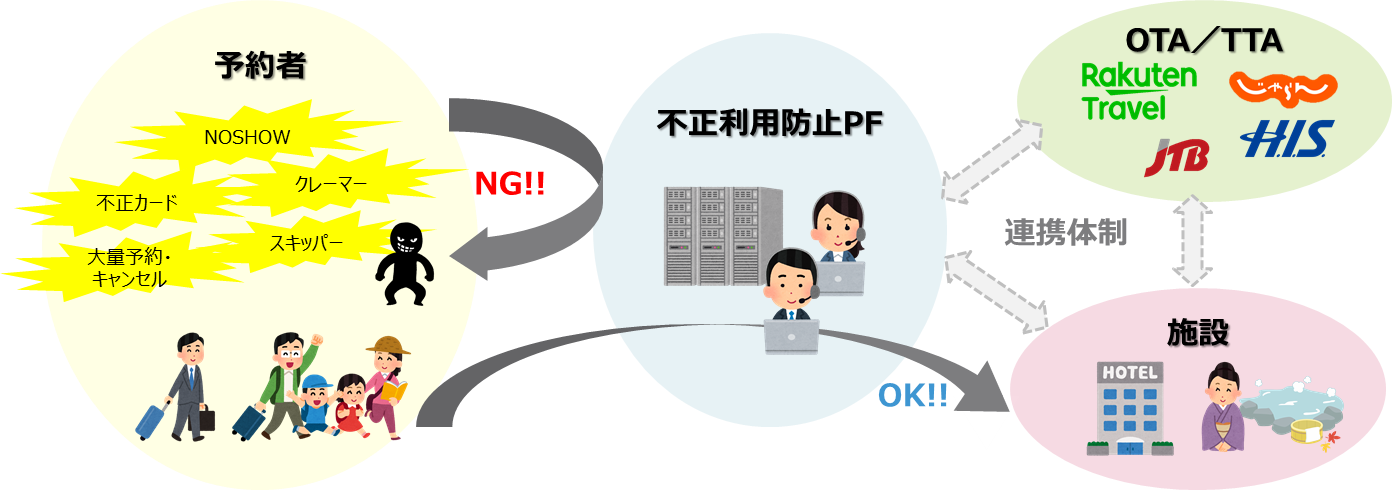 予約者
NOSHOW
クレーマー
不正カード
スキッパー
大量予約・
キャンセル
NG!!
不正利用防止PF
OK!!
OTA／TTA
Rakuten
Travel
じゃらん
JTB
H.I.S.
連携体制
施設
HOTEL